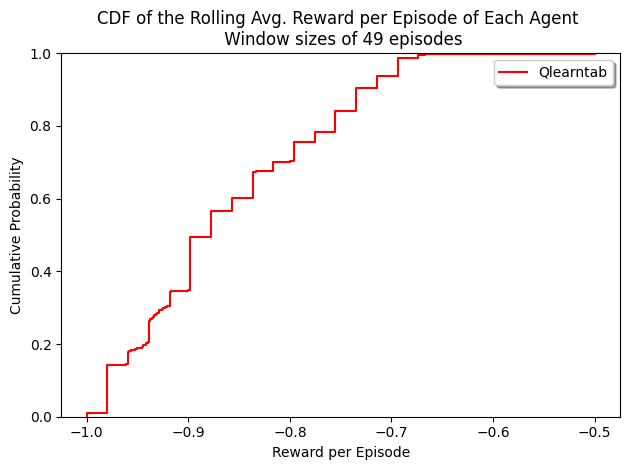 CDF of the Rolling Avg. Reward per Episode of Each Agent
Window sizes of 49 episodes
Qlearntab
Cumulative Probability
1.0
0.8
0.6
0.4
0.2
0.0
−1.0 −0.9 −0.8 −0.7 −0.6 −0.5
Reward per Episode